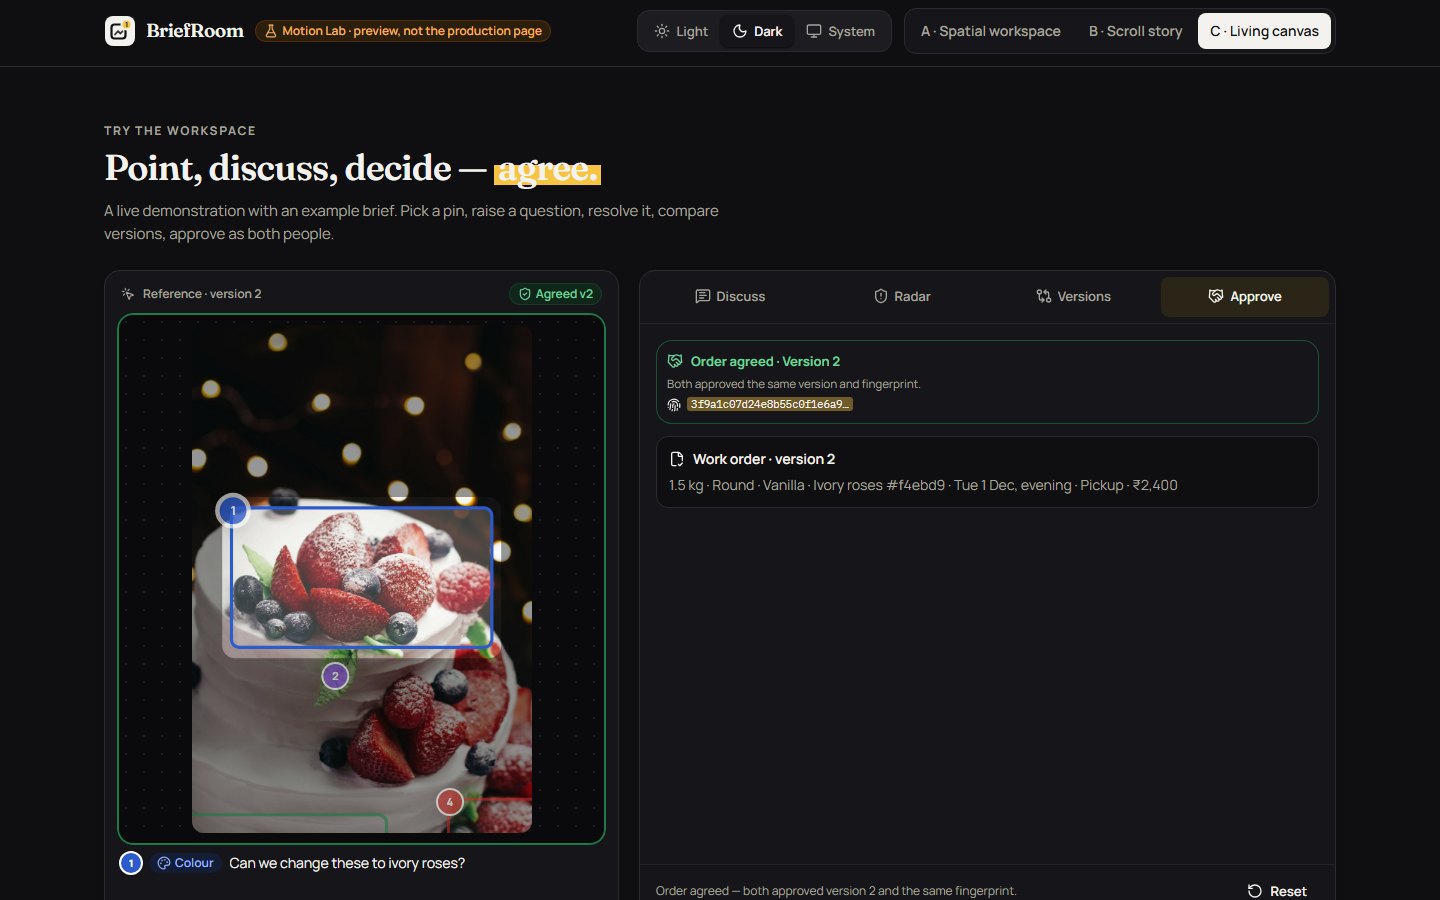 BriefRoom
Motion Lab · preview, not the production page
Light
Dark
System
A · Spatial workspace
B · Scroll story
C · Living canvas
TRY THE WORKSPACE
Point, discuss, decide — agree.
A live demonstration with an example brief. Pick a pin, raise a question, resolve it, compare
versions, approve as both people.
Reference · version 2
Agreed v2
1
2
4
1
Colour
Can we change these to ivory roses?
Discuss
Radar
Versions
Approve
Order agreed · Version 2
Both approved the same version and fingerprint.
3f9a1c07d24e8b55c0f1e6a9…
Work order · version 2
1.5 kg · Round · Vanilla · Ivory roses #f4ebd9 · Tue 1 Dec, evening · Pickup · ₹2,400
Order agreed — both approved version 2 and the same fingerprint.
Reset